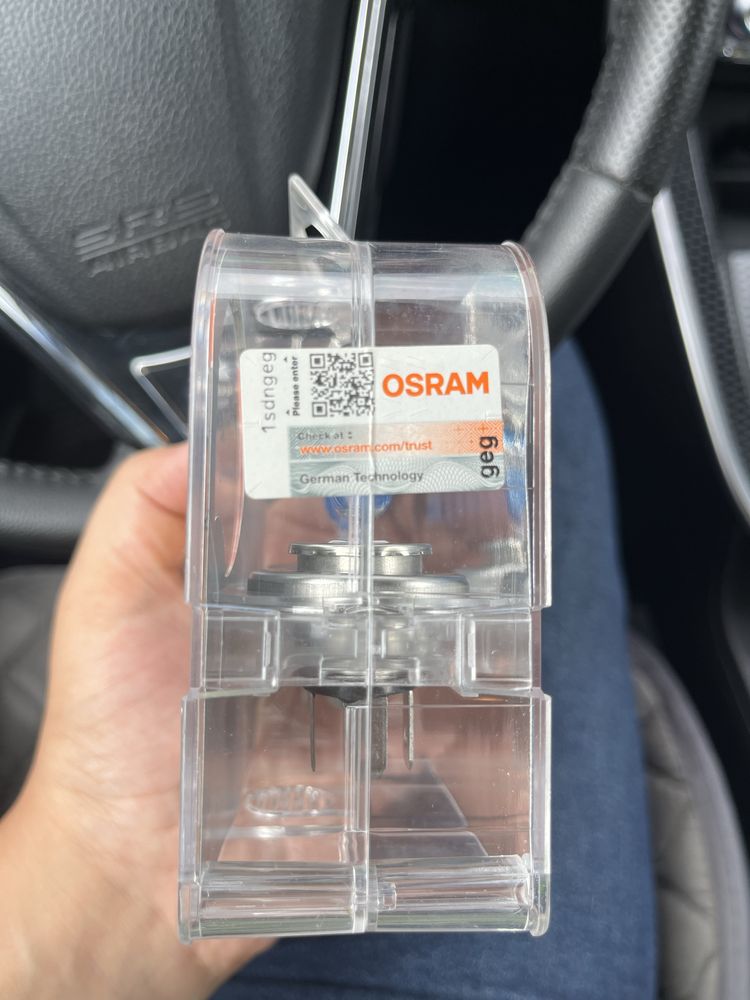 SRS
AIRBAG
1sdngeg
Please enter
OSRAM
Check at :
www.osram.com/trust
German Technology
geg